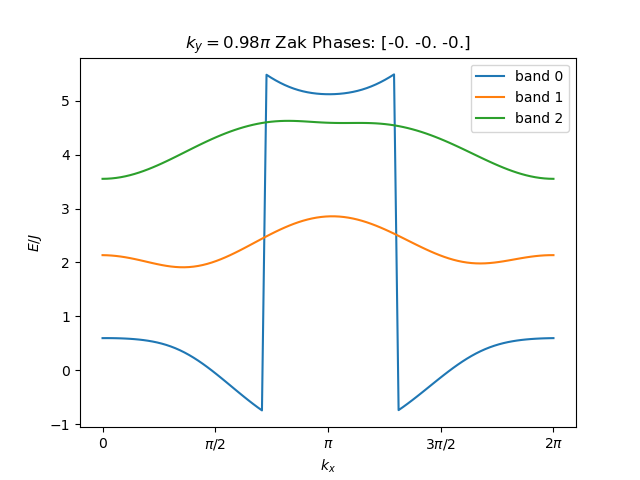 $k_y = 0.98\pi$ Zak Phases: [-0. -0. -0.]
band 0
band 1
band 2
E/J
5
4
3
2
1
0
−1
0
π/2
π
3π/2
2π
$k_x$